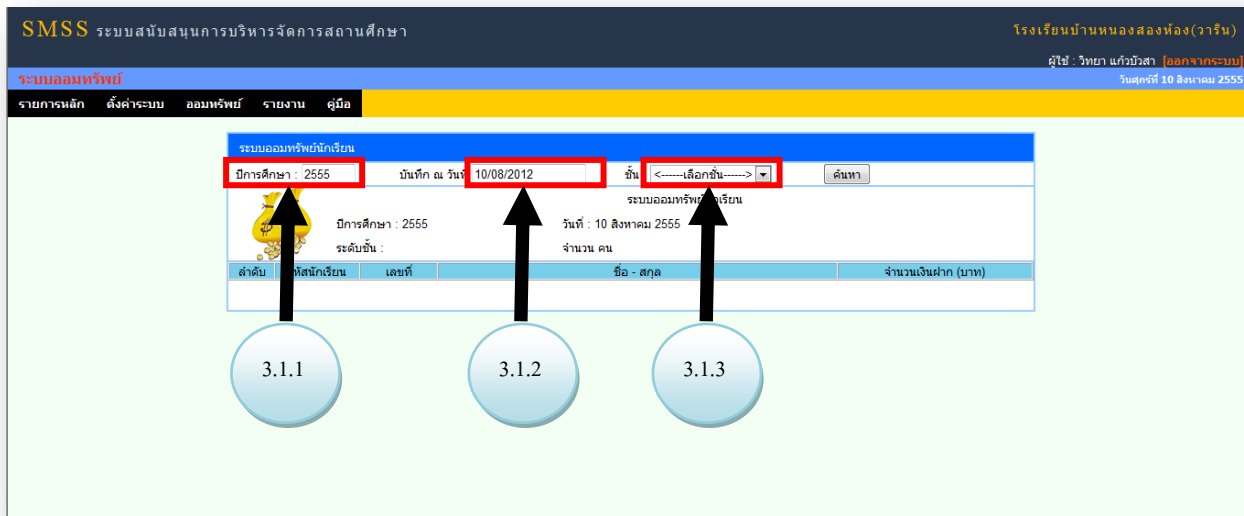 SMSS ระบบสนับสนุนการบริหารจัดการสถานศึกษา
โรงเรียนบ้านหนองสองห้อง(วาริน)
ผู้ใช้ : วิทยา แก้วบัวสา [ออกจากระบบ]
ระบบออมทรัพย์
วันศุกร์ที่ 10 สิงหาคม 2555
รายการหลัก ตั้งค่าระบบ ออมทรัพย์ รายงาน คู่มือ
ระบบออมทรัพย์นักเรียน
ปีการศึกษา : 2555 บันทึก ณ วันที่ 10/08/2012 ชั้น <------เลือกชั้น------> ค้นหา
ระบบออมทรัพย์นักเรียน
ปีการศึกษา : 2555 วันที่ : 10 สิงหาคม 2555
ระดับชั้น : จำนวน คน
ลำดับ รหัสนักเรียน เลขที่ ชื่อ - สกุล จำนวนเงินฝาก (บาท)
3.1.1 3.1.2 3.1.3